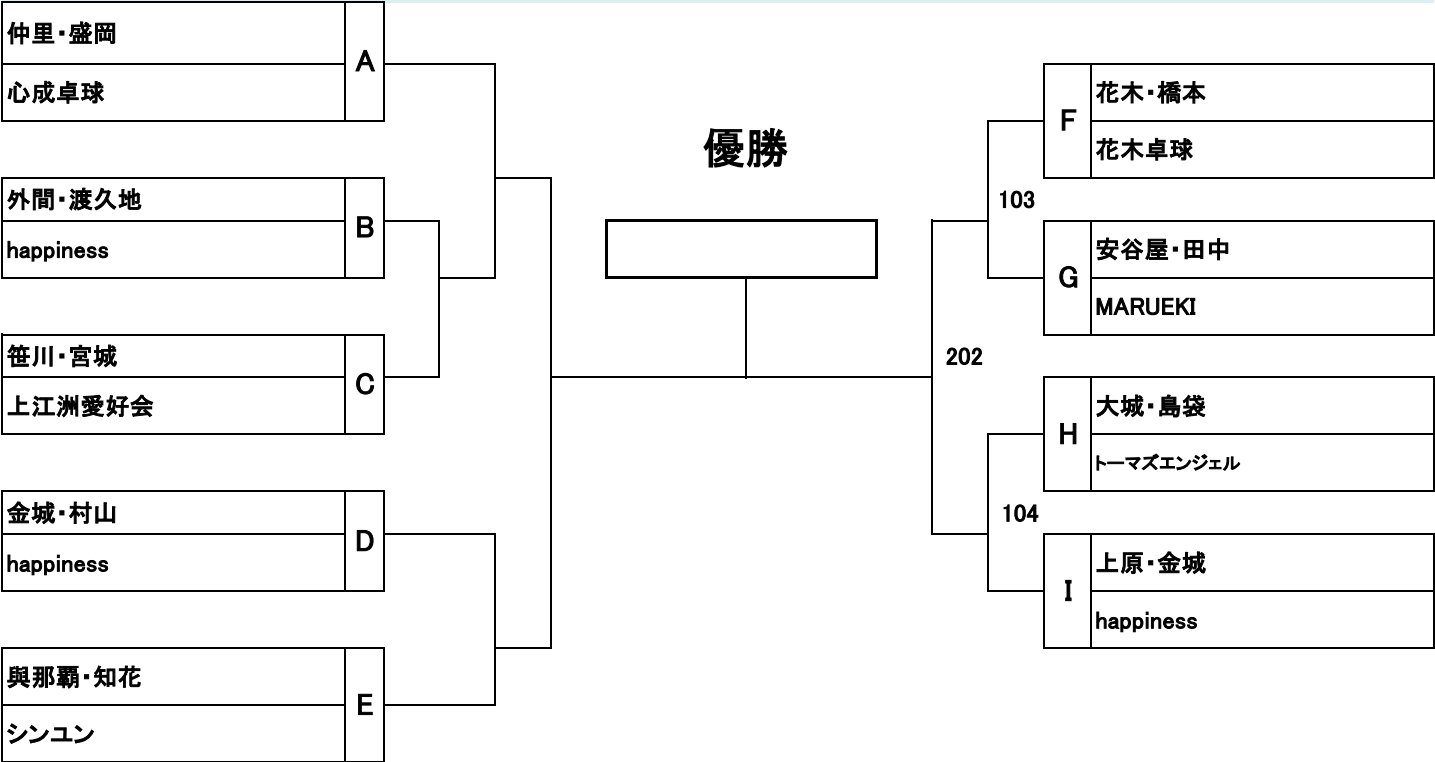 仲里・盛岡
A
心成卓球
外間・渡久地
B
happiness
笹川・宮城
C
上江洲愛好会
金城・村山
D
happiness
與那覇・知花
E
シンユン
優勝
103
202
104
花木・橋本
F
花木卓球
安谷屋・田中
G
MARUEKI
大城・島袋
H
トーマズエンジェル
上原・金城
I
happiness